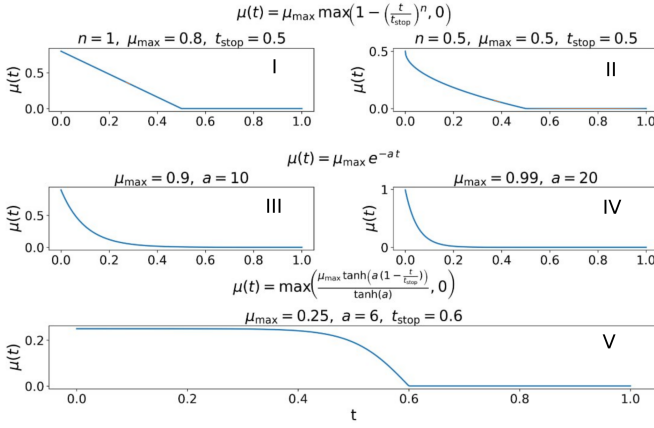 μ(t) = μ_max max(1 − (t/t_stop)^n, 0)
n = 1, μ_max = 0.8, t_stop = 0.5
I
μ(t)
0.5
0.0
0.0 0.2 0.4 0.6 0.8 1.0
n = 0.5, μ_max = 0.5, t_stop = 0.5
II
μ(t)
0.5
0.0
0.0 0.2 0.4 0.6 0.8 1.0
μ(t) = μ_max e^{−a t}
μ_max = 0.9, a = 10
III
μ(t)
0.5
0
0.0 0.2 0.4 0.6 0.8 1.0
μ_max = 0.99, a = 20
IV
μ(t)
1
0
0.0 0.2 0.4 0.6 0.8 1.0
μ(t) = max(μ_max tanh(a (1 − t/t_stop))/tanh(a), 0)
μ_max = 0.25, a = 6, t_stop = 0.6
V
μ(t)
0.2
0.0
0.0 0.2 0.4 0.6 0.8 1.0
t